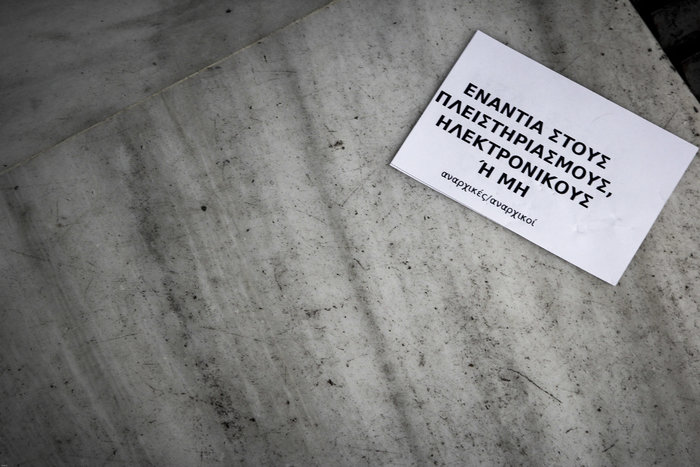 ΕΝΑΝΤΙΑ ΣΤΟΥΣ
ΠΛΕΙΣΤΗΡΙΑΣΜΟΥΣ,
ΗΛΕΚΤΡΟΝΙΚΟΥΣ
Ή ΜΗ
αναρχικές/αναρχικοί